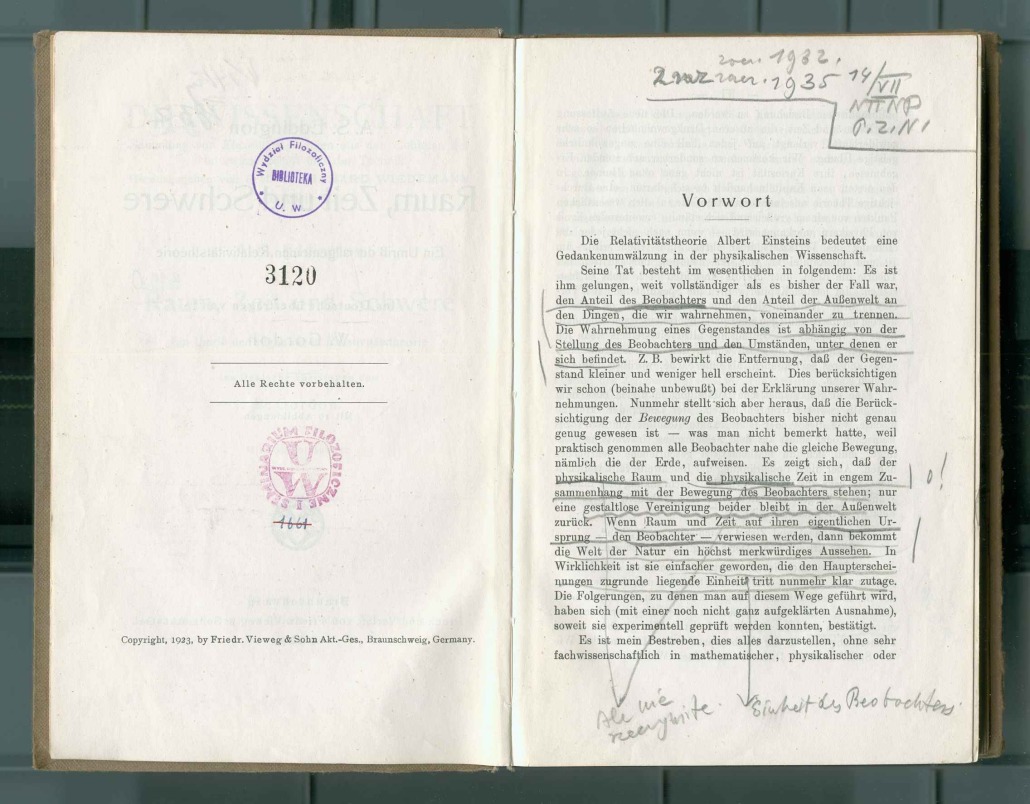 Wydział Filozoficzny
BIBLIOTEKA
U. W.
3120
Alle Rechte vorbehalten.
SEMINARIUM FILOZOFICZNE
UW
1661
Copyright, 1923, by Friedr. Vieweg & Sohn Akt.-Ges., Braunschweig, Germany.
1932.
1935 14/VII
Vorwort
Die Relativitätstheorie Albert Einsteins bedeutet eine
Gedankenumwälzung in der physikalischen Wissenschaft.
Seine Tat besteht im wesentlichen in folgendem: Es ist
ihm gelungen, weit vollständiger als es bisher der Fall war,
den Anteil des Beobachters und den Anteil der Außenwelt an
den Dingen, die wir wahrnehmen, voneinander zu trennen.
Die Wahrnehmung eines Gegenstandes ist abhängig von der
Stellung des Beobachters und den Umständen, unter denen er
sich befindet. Z. B. bewirkt die Entfernung, daß der Gegen-
stand kleiner und weniger hell erscheint. Dies berücksichtigen
wir schon (beinahe unbewußt) bei der Erklärung unserer Wahr-
nehmungen. Nunmehr stellt sich aber heraus, daß die Berück-
sichtigung der Bewegung des Beobachters bisher nicht genau
genug gewesen ist — was man nicht bemerkt hatte, weil
praktisch genommen alle Beobachter nahe die gleiche Bewegung,
nämlich die der Erde, aufweisen. Es zeigt sich, daß der
physikalische Raum und die physikalische Zeit in engem Zu-
sammenhang mit der Bewegung des Beobachters stehen; nur
eine gestaltlose Vereinigung beider bleibt in der Außenwelt
zurück. Wenn Raum und Zeit auf ihren eigentlichen Ur-
sprung — den Beobachter — verwiesen werden, dann bekommt
die Welt der Natur ein höchst merkwürdiges Aussehen. In
Wirklichkeit ist sie einfacher geworden, die den Haupterschei-
nungen zugrunde liegende Einheit tritt nunmehr klar zutage.
Die Folgerungen, zu denen man auf diesem Wege geführt wird,
haben sich (mit einer noch nicht ganz aufgeklärten Ausnahme),
soweit sie experimentell geprüft werden konnten, bestätigt.
Es ist mein Bestreben, dies alles darzustellen, ohne sehr
fachwissenschaftlich in mathematischer, physikalischer oder
o!
Ale nie
Einheit des Beobachters